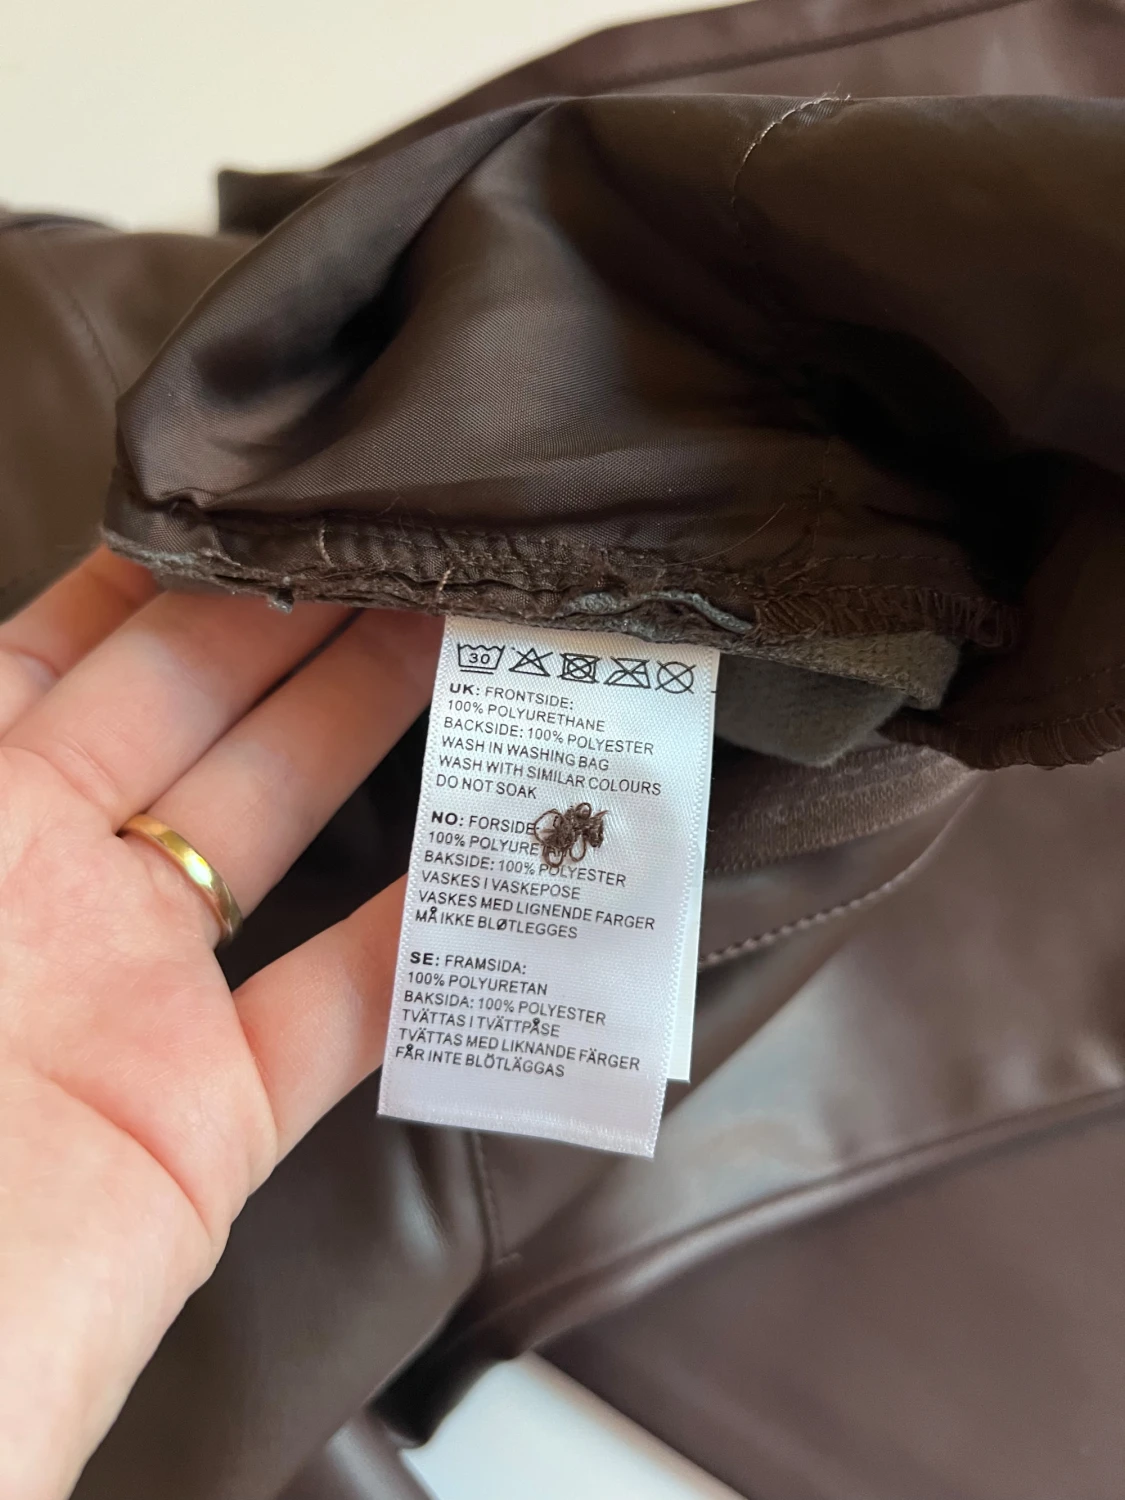 30
UK: FRONTSIDE:
100% POLYURETHANE
BACKSIDE: 100% POLYESTER
WASH IN WASHING BAG
WASH WITH SIMILAR COLOURS
DO NOT SOAK
NO: FORSIDE
100% POLYURETAN
BAKSIDE: 100% POLYESTER
VASKES I VASKEPOSE
VASKES MED LIGNENDE FARGER
MÅ IKKE BLØTLEGGES
SE: FRAMSIDA:
100% POLYURETAN
BAKSIDA: 100% POLYESTER
TVÄTTAS I TVÄTTPÅSE
TVÄTTAS MED LIKNANDE FÄRGER
FÅR INTE BLÖTLÄGGAS